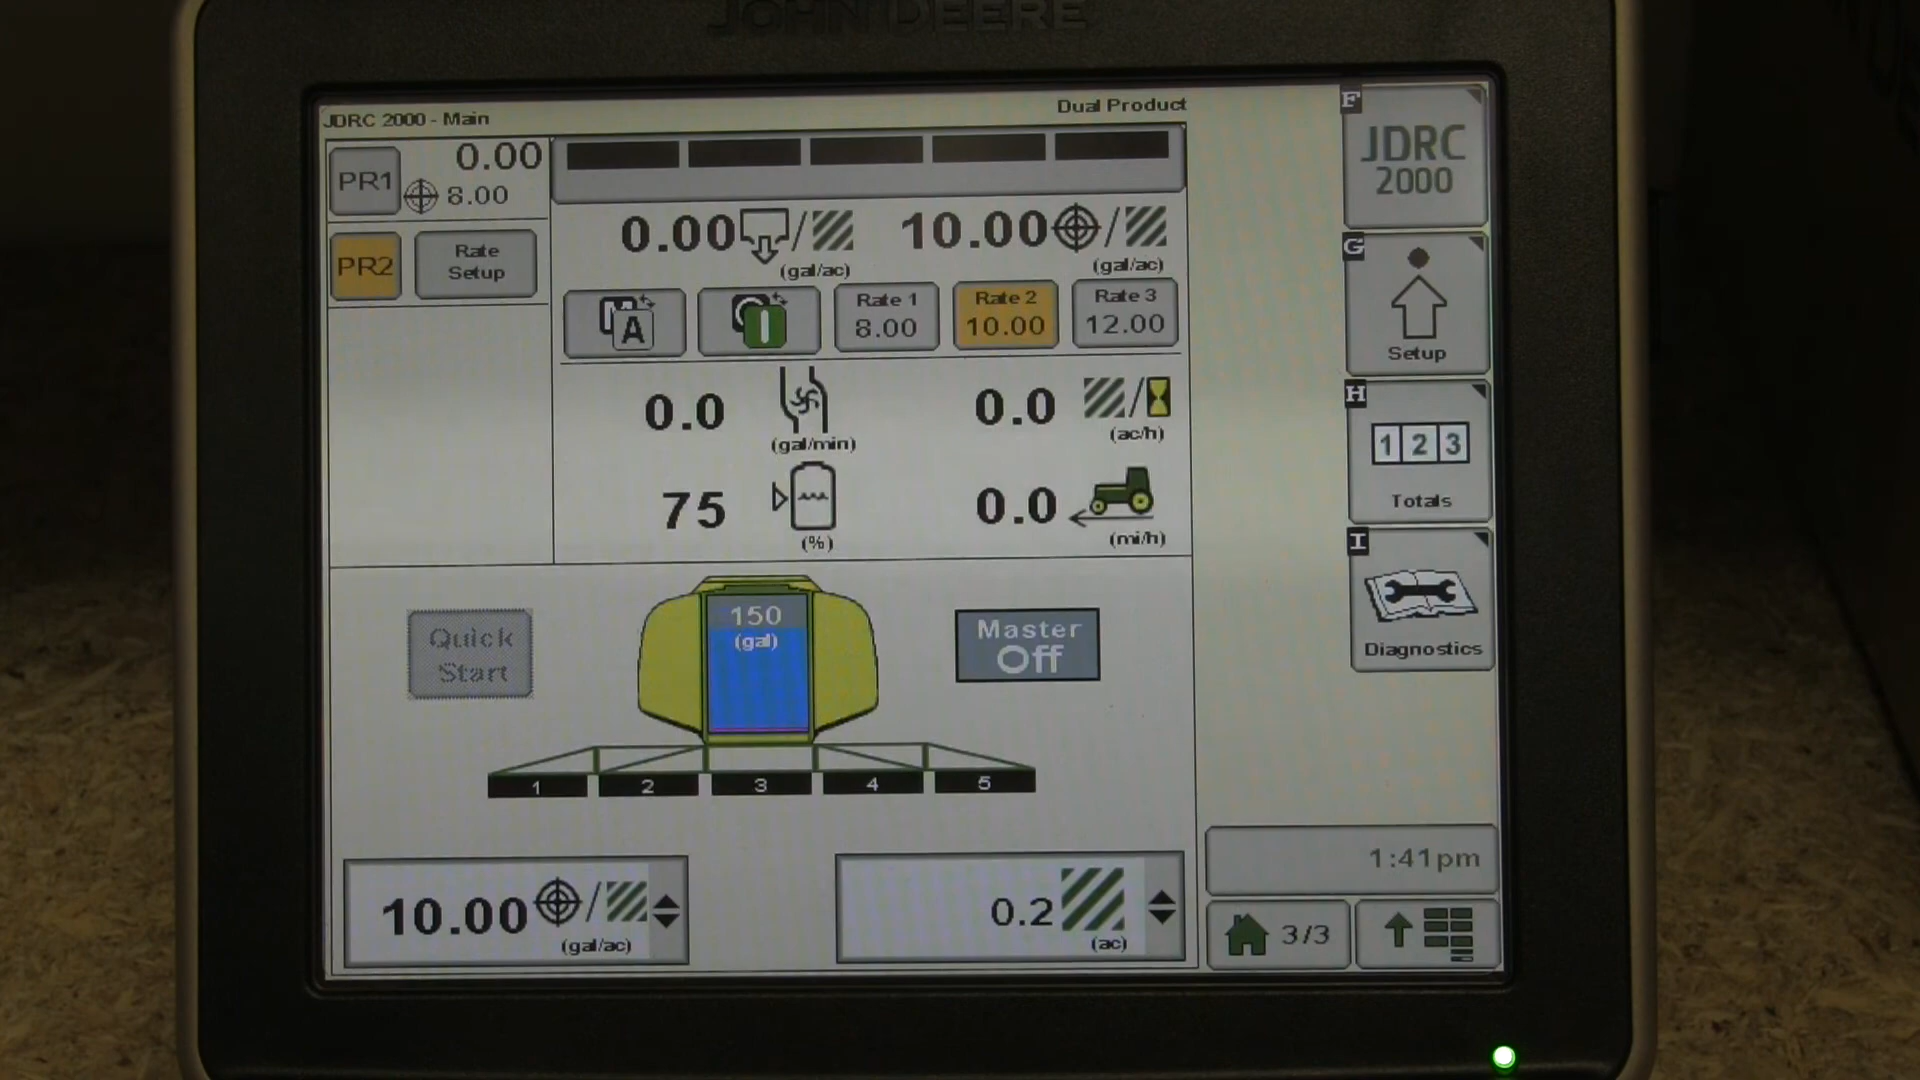 JOHN DEERE
JDRC 2000 - Main
Dual Product
PR1
0.00
8.00
PR2
Rate
Setup
0.00
/
(gal/ac)
10.00
/
(gal/ac)
A
Rate 1
8.00
Rate 2
10.00
Rate 3
12.00
0.0
(gal/min)
0.0
/
(ac/h)
75
(%)
0.0
(mi/h)
Quick
Start
150
(gal)
Master
Off
1 2 3 4 5
10.00
/
(gal/ac)
0.2
(ac)
F
JDRC
2000
G
Setup
H
1 2 3
Totals
I
Diagnostics
1:41pm
3/3